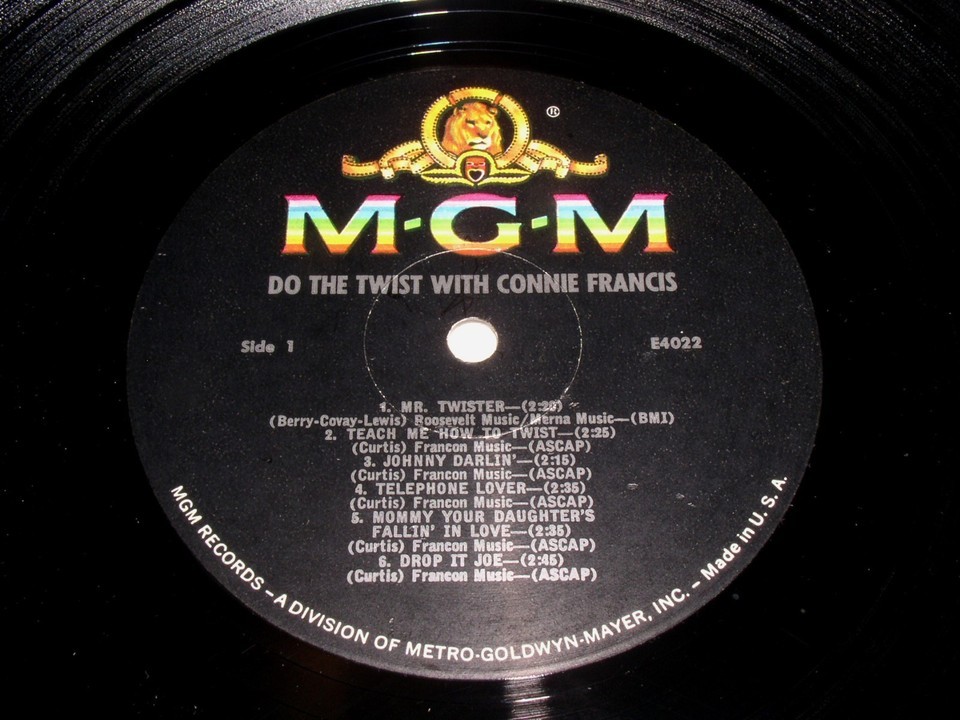 ®
M·G·M
DO THE TWIST WITH CONNIE FRANCIS
Side 1
E4022
1. MR. TWISTER—(2:28)
(Berry-Covay-Lewis) Roosevelt Music/Merna Music—(BMI)
2. TEACH ME HOW TO TWIST—(2:25)
(Curtis) Francon Music—(ASCAP)
3. JOHNNY DARLIN'—(2:15)
(Curtis) Francon Music—(ASCAP)
4. TELEPHONE LOVER—(2:35)
(Curtis) Francon Music—(ASCAP)
5. MOMMY YOUR DAUGHTER'S
FALLIN' IN LOVE—(2:35)
(Curtis) Francon Music—(ASCAP)
6. DROP IT JOE—(2:45)
(Curtis) Francon Music—(ASCAP)
MGM RECORDS – A DIVISION OF METRO-GOLDWYN-MAYER, INC. – Made in U. S. A.